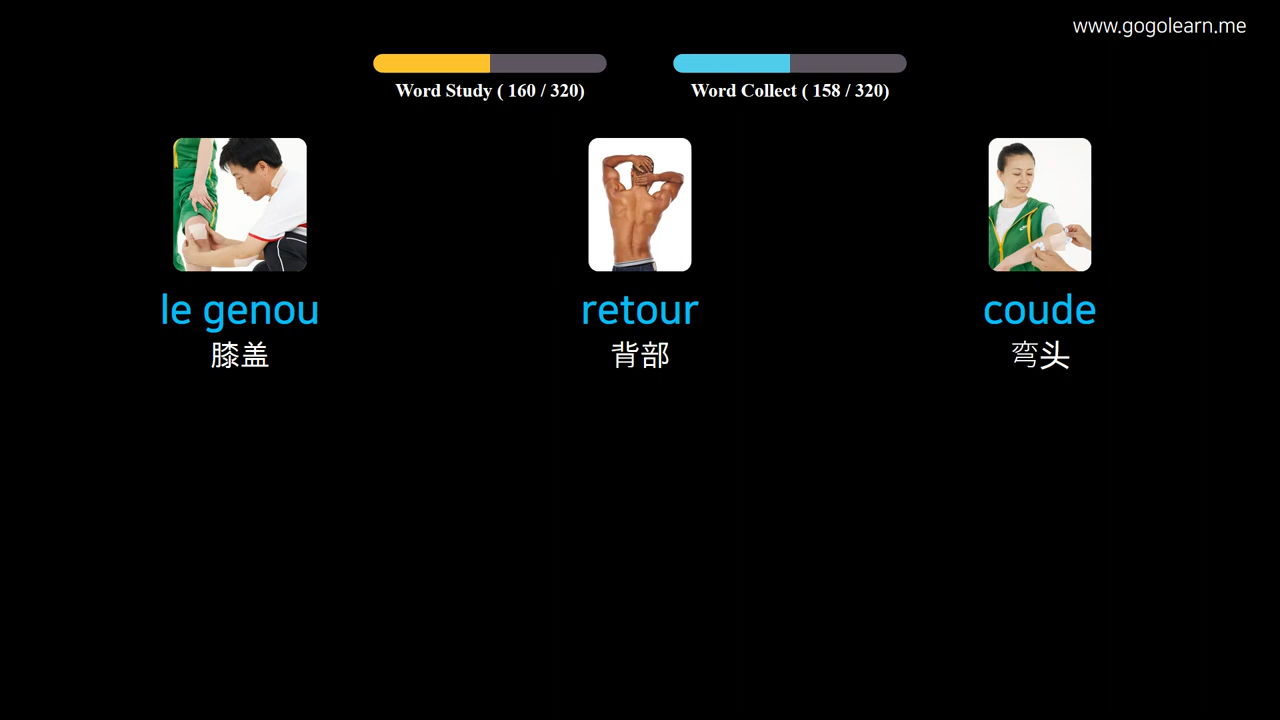 www.gogolearn.me
Word Study ( 160 / 320)
Word Collect ( 158 / 320)
le genou
retour
coude
膝盖
背部
弯头